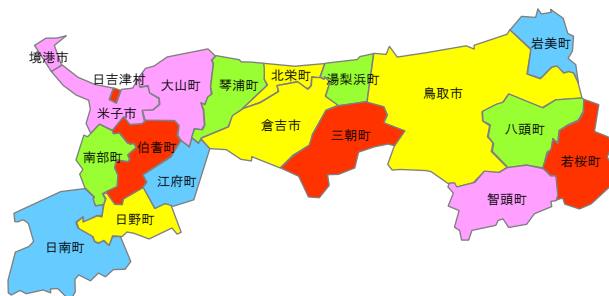 岩美町
境港市
日吉津村
大山町
琴浦町
北栄町
湯梨浜町
鳥取市
米子市
倉吉市
三朝町
八頭町
南部町
伯耆町
江府町
若桜町
智頭町
日野町
日南町